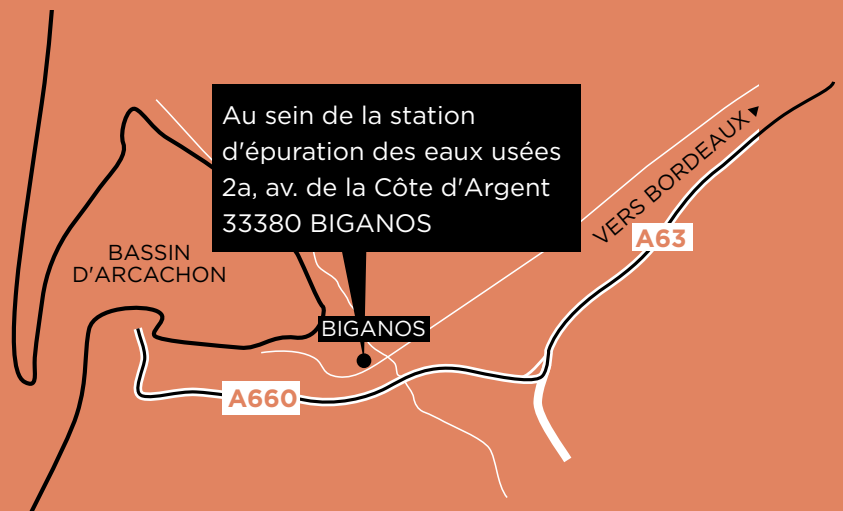 Au sein de la station
d'épuration des eaux usées
2a, av. de la Côte d'Argent
33380 BIGANOS
VERS BORDEAUX
A63
BASSIN
D'ARCACHON
BIGANOS
A660